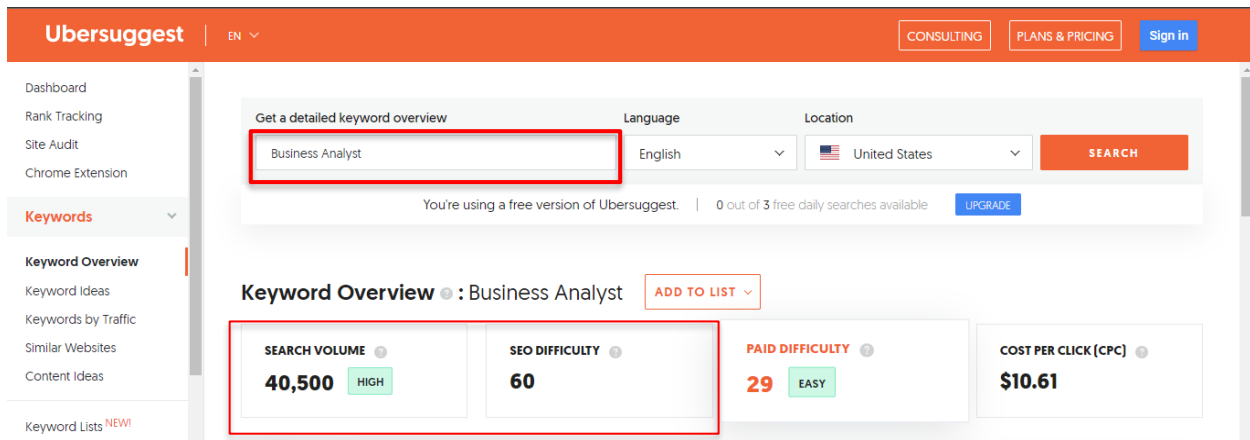 Ubersuggest EN CONSULTING PLANS & PRICING Sign in
Dashboard
Rank Tracking
Site Audit
Chrome Extension
Keywords
Keyword Overview
Keyword Ideas
Keywords by Traffic
Similar Websites
Content Ideas
Keyword Lists NEW!
Get a detailed keyword overview Language Location
Business Analyst English United States SEARCH
You're using a free version of Ubersuggest. | 0 out of 3 free daily searches available UPGRADE
Keyword Overview : Business Analyst ADD TO LIST
SEARCH VOLUME SEO DIFFICULTY PAID DIFFICULTY COST PER CLICK (CPC)
40,500 HIGH 60 29 EASY $10.61